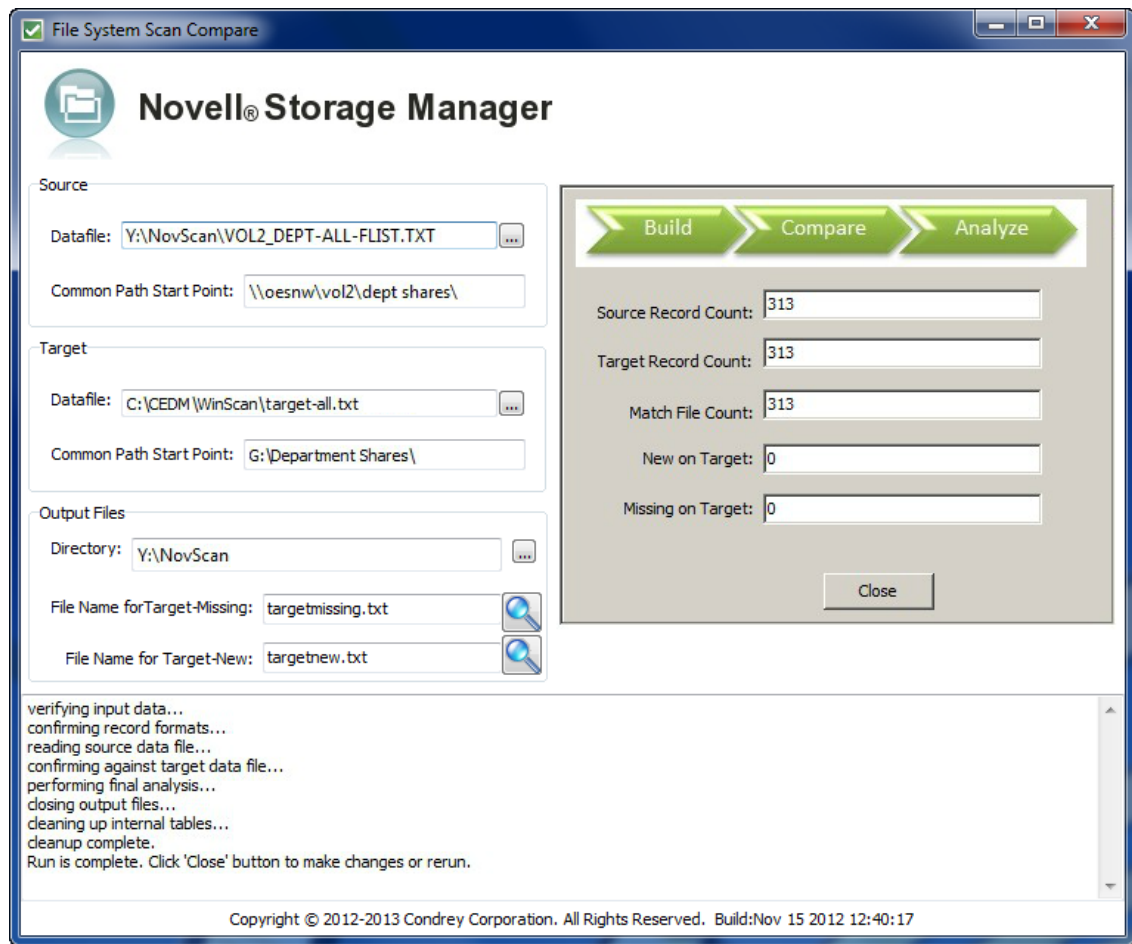 File System Scan Compare
Novell® Storage Manager
Source
Datafile: Y:\NovScan\VOL2_DEPT-ALL-FLIST.TXT ...
Common Path Start Point: \\oesnw\vol2\dept shares\
Target
Datafile: C:\CEDM\WinScan\target-all.txt ...
Common Path Start Point: G:\Department Shares\
Output Files
Directory: Y:\NovScan ...
File Name forTarget-Missing: targetmissing.txt
File Name for Target-New: targetnew.txt
Build Compare Analyze
Source Record Count: 313
Target Record Count: 313
Match File Count: 313
New on Target: 0
Missing on Target: 0
Close
verifying input data...
confirming record formats...
reading source data file...
confirming against target data file...
performing final analysis...
closing output files...
cleaning up internal tables...
cleanup complete.
Run is complete. Click 'Close' button to make changes or rerun.
Copyright © 2012-2013 Condrey Corporation. All Rights Reserved. Build:Nov 15 2012 12:40:17